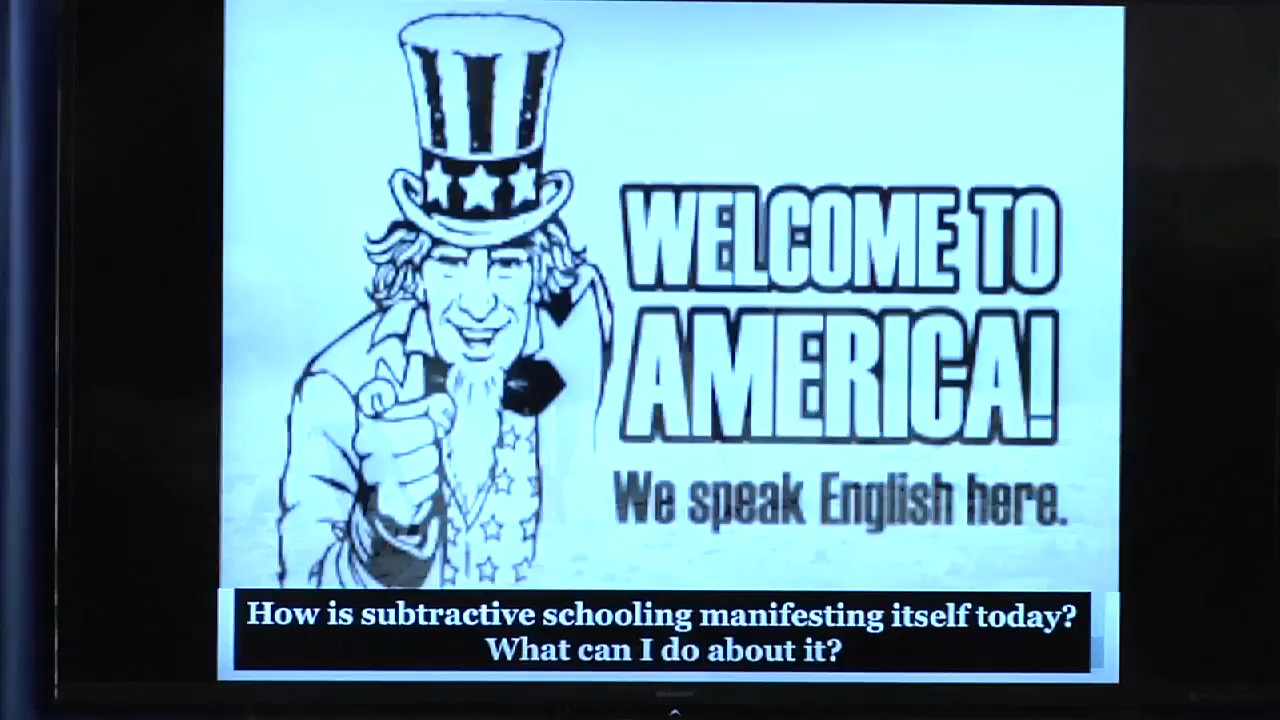 WELCOME TO
AMERICA!
We speak English here.
How is subtractive schooling manifesting itself today?
What can I do about it?